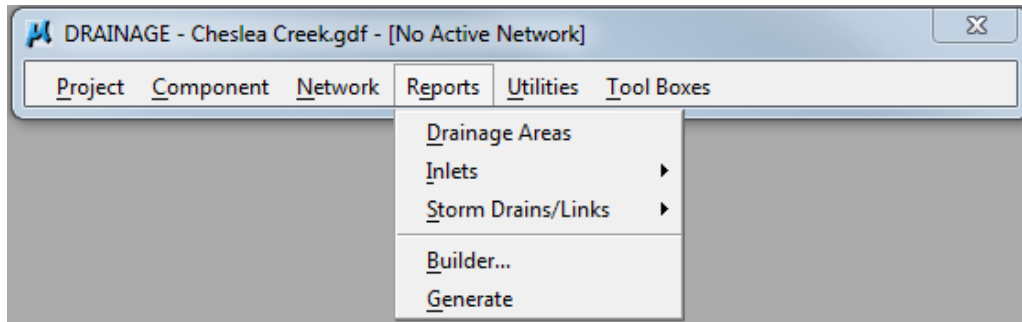 DRAINAGE - Cheslea Creek.gdf - [No Active Network]
Project Component Network Reports Utilities Tool Boxes
Drainage Areas
Inlets
Storm Drains/Links
Builder...
Generate